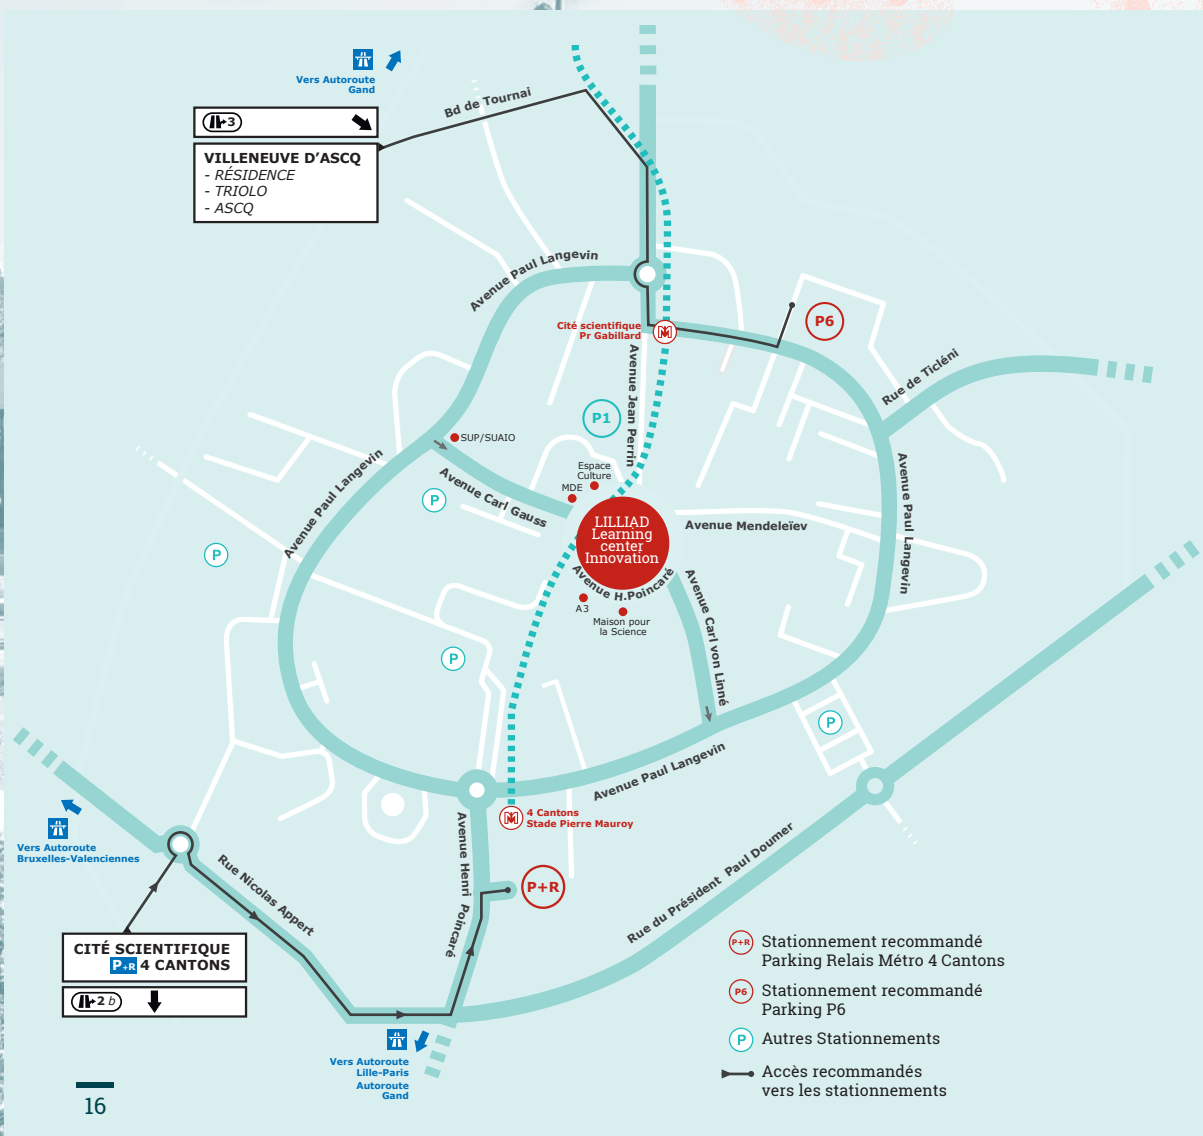 Vers Autoroute
Gand
3
VILLENEUVE D'ASCQ
- RÉSIDENCE
- TRIOLO
- ASCQ
Bd de Tournai
Avenue Paul Langevin
Cité scientifique
Pr Gabillard
M
P6
Avenue Jean Perrin
Rue de Ticléni
P1
SUP/SUAIO
Avenue Paul Langevin
Avenue Carl Gauss
Espace
Culture
MDE
P
P
LILLIAD
Learning
center
Innovation
Avenue Mendeleïev
Avenue Paul Langevin
Avenue H.Poincaré
A3
Maison pour
la Science
Avenue Carl von Linné
P
P
Avenue Paul Langevin
M
4 Cantons
Stade Pierre Mauroy
Vers Autoroute
Bruxelles-Valenciennes
Rue Nicolas Appert
Avenue Henri Poincaré
P+R
Rue du Président Paul Doumer
CITÉ SCIENTIFIQUE
P+R 4 CANTONS
2 b
Vers Autoroute
Lille-Paris
Autoroute
Gand
P+R Stationnement recommandé
Parking Relais Métro 4 Cantons
P6 Stationnement recommandé
Parking P6
P Autres Stationnements
Accès recommandés
vers les stationnements
16